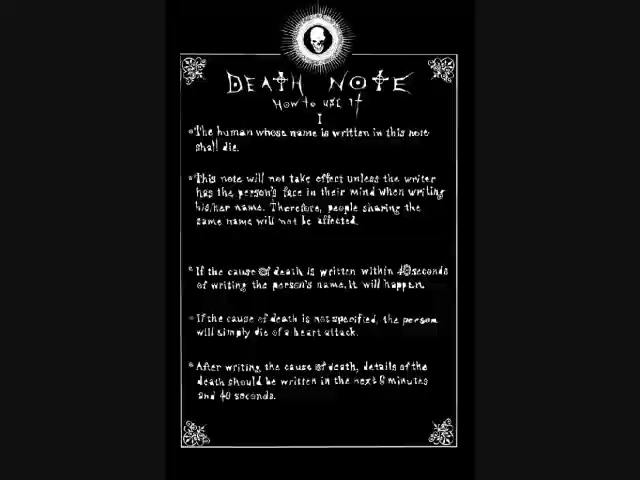 DEATH NOTE
How to use it
I
The human whose name is written in this note
shall die.
This note will not take effect unless the writer
has the person's face in their mind when writing
his/her name. Therefore, people sharing the
same name will not be affected.
If the cause of death is written within 40seconds
of writing the person's name, it will happen.
If the cause of death is not specified, the person
will simply die of a heart attack.
After writing the cause of death, details of the
death should be written in the next 6 minutes
and 40 seconds.